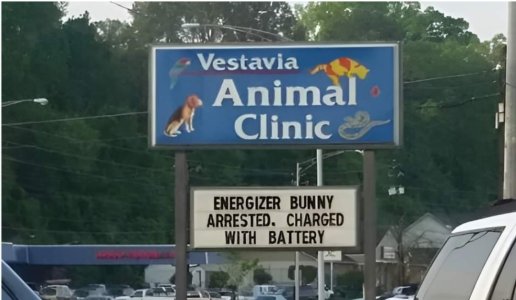 Vestavia
Animal
Clinic
ENERGIZER BUNNY
ARRESTED. CHARGED
WITH BATTERY